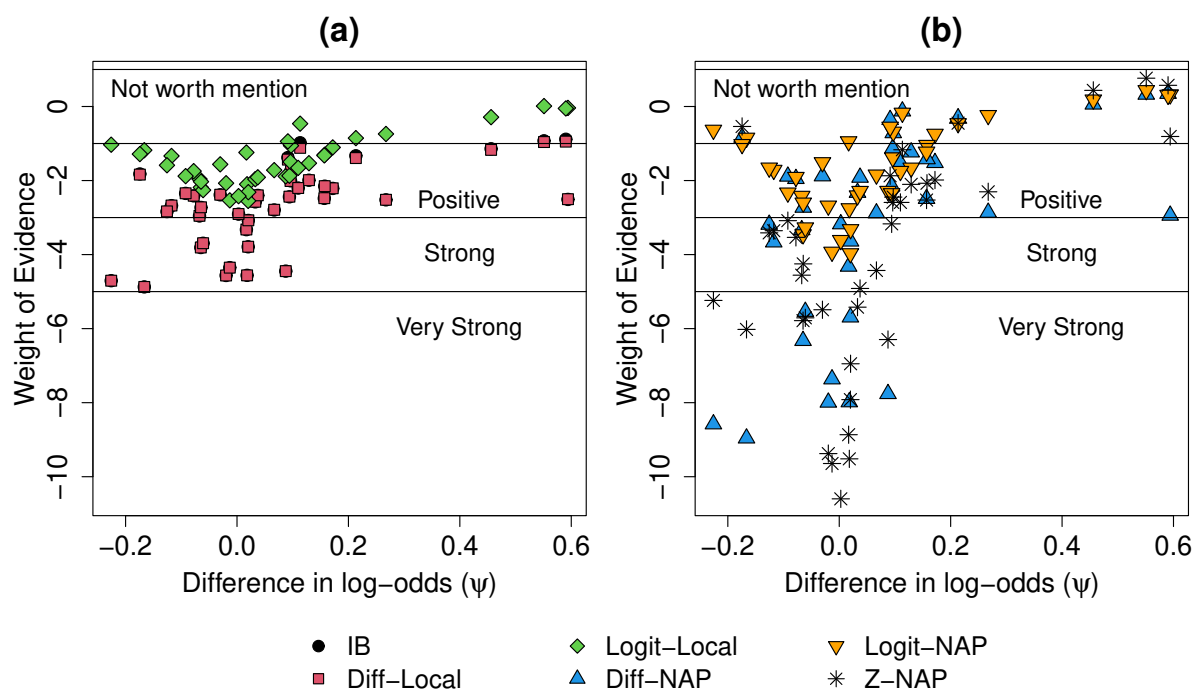 (a)
Not worth mention
Positive
Strong
Very Strong
Weight of Evidence
0
−2
−4
−6
−8
−10
−0.2 0.0 0.2 0.4 0.6
Difference in log−odds (ψ)
(b)
Not worth mention
Positive
Strong
Very Strong
Weight of Evidence
0
−2
−4
−6
−8
−10
−0.2 0.0 0.2 0.4 0.6
Difference in log−odds (ψ)
IB Logit−Local Logit−NAP
Diff−Local Diff−NAP Z−NAP